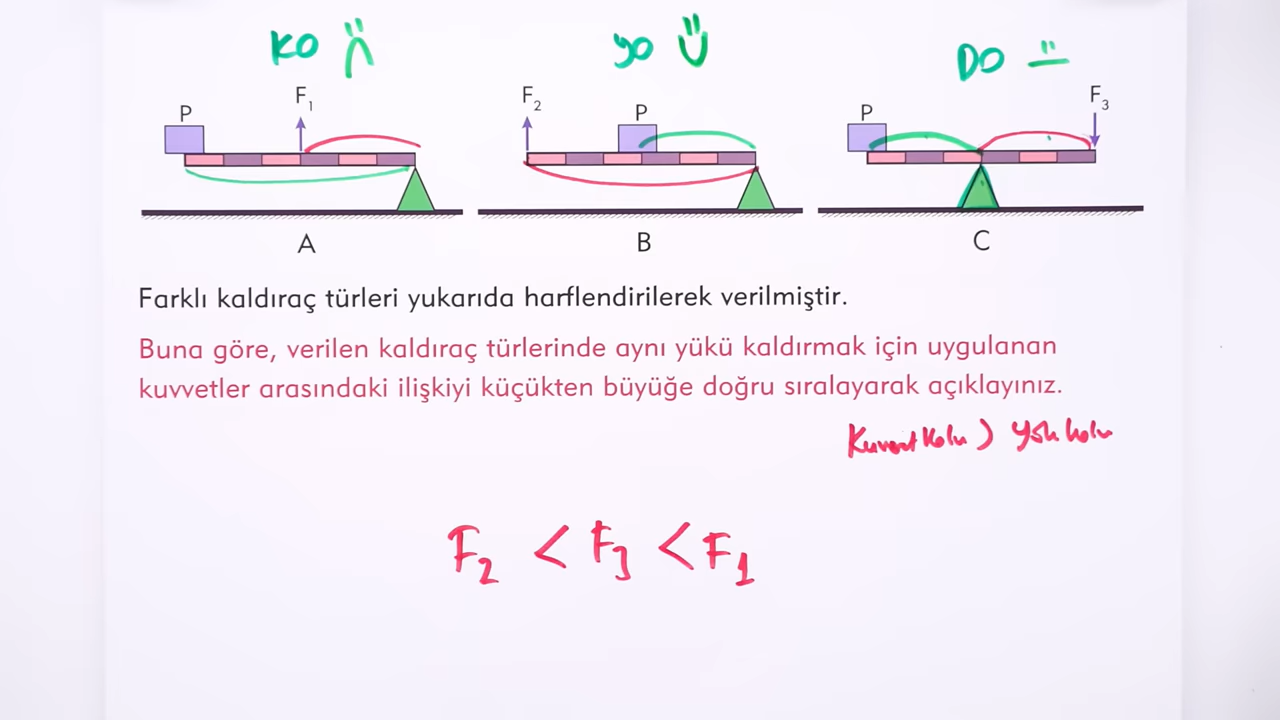 KO YO DO
P F1 F2 P P F3
A B C
Farklı kaldıraç türleri yukarıda harflendirilerek verilmiştir.
Buna göre, verilen kaldıraç türlerinde aynı yükü kaldırmak için uygulanan
kuvvetler arasındaki ilişkiyi küçükten büyüğe doğru sıralayarak açıklayınız.
Kuvvet kolu > yük kolu
F2 < F3 < F1